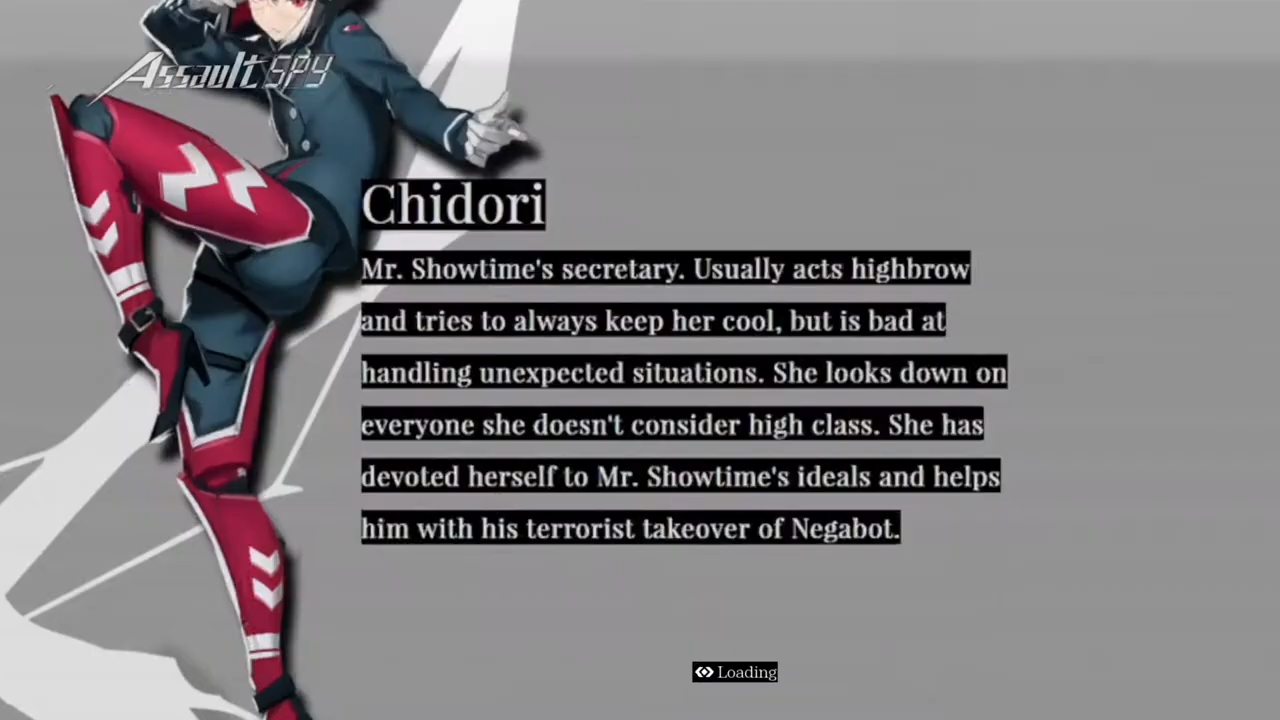 Assault SPY
Chidori
Mr. Showtime's secretary. Usually acts highbrow
and tries to always keep her cool, but is bad at
handling unexpected situations. She looks down on
everyone she doesn't consider high class. She has
devoted herself to Mr. Showtime's ideals and helps
him with his terrorist takeover of Negabot.
Loading